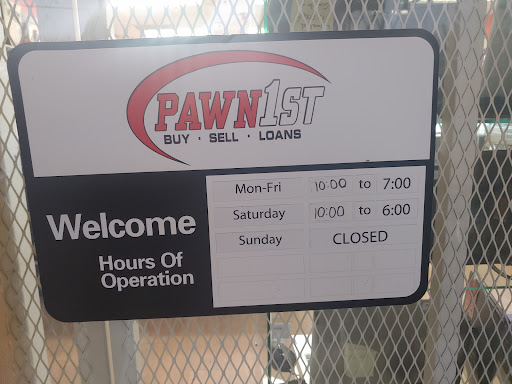 PAWN1ST
BUY · SELL · LOANS
Welcome
Hours Of
Operation
Mon-Fri 10:00 to 7:00
Saturday 10:00 to 6:00
Sunday CLOSED